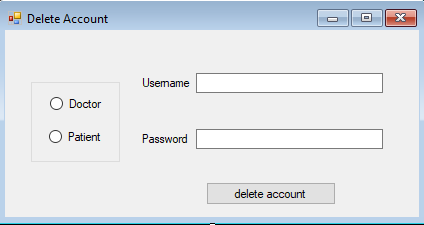 Delete Account
Username
Doctor
Patient
Password
delete account